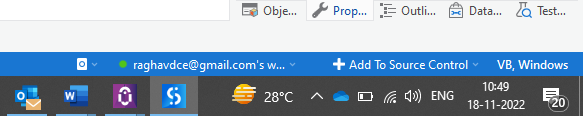 Obje... Prop... Outli... Data... Test...
raghavdce@gmail.com's w... Add To Source Control VB, Windows
28°C ENG 10:49
18-11-2022 20